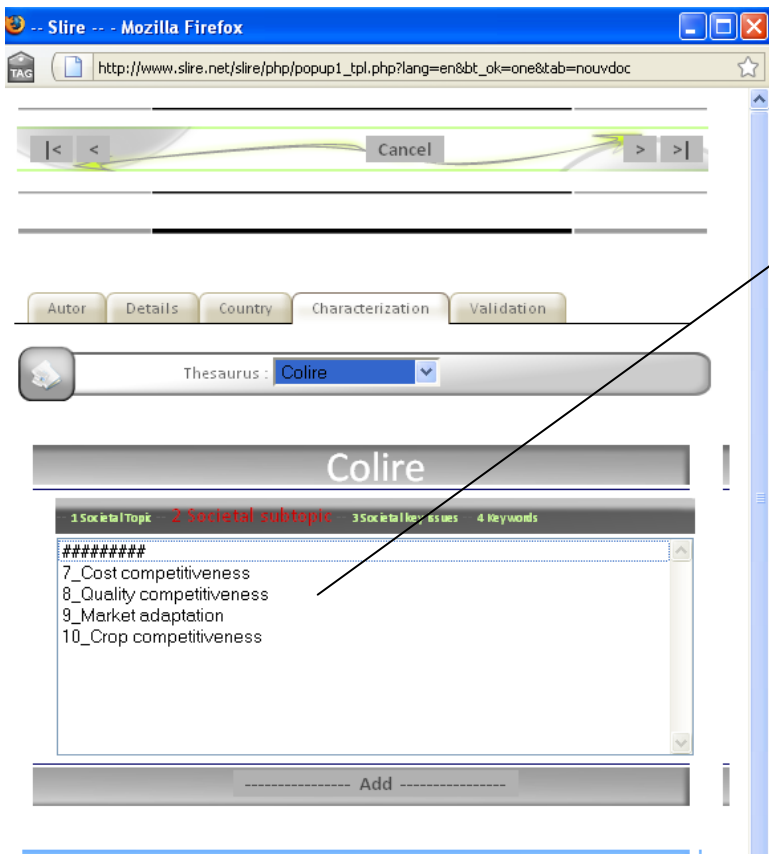 -- Slire -- - Mozilla Firefox
TAG http://www.slire.net/slire/php/popup1_tpl.php?lang=en&bt_ok=one&tab=nouvdoc
|< < Cancel > >|
Autor Details Country Characterization Validation
Thesaurus : Colire
Colire
1 Societal Topic -- 2 Societal subtopic -- 3 Societal key issues 4 Keywords
#########
7_Cost competitiveness
8_Quality competitiveness
9_Market adaptation
10_Crop competitiveness
---------------- Add ----------------